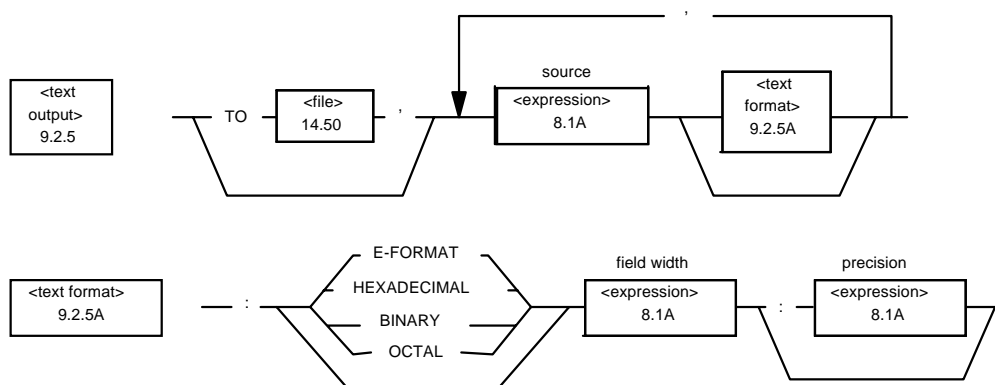 ,
source
<text
output>
9.2.5
TO
<file>
14.50
,
<expression>
8.1A
<text
format>
9.2.5A
E-FORMAT
field width
precision
<text format>
9.2.5A
:
HEXADECIMAL
<expression>
8.1A
:
<expression>
8.1A
BINARY
OCTAL